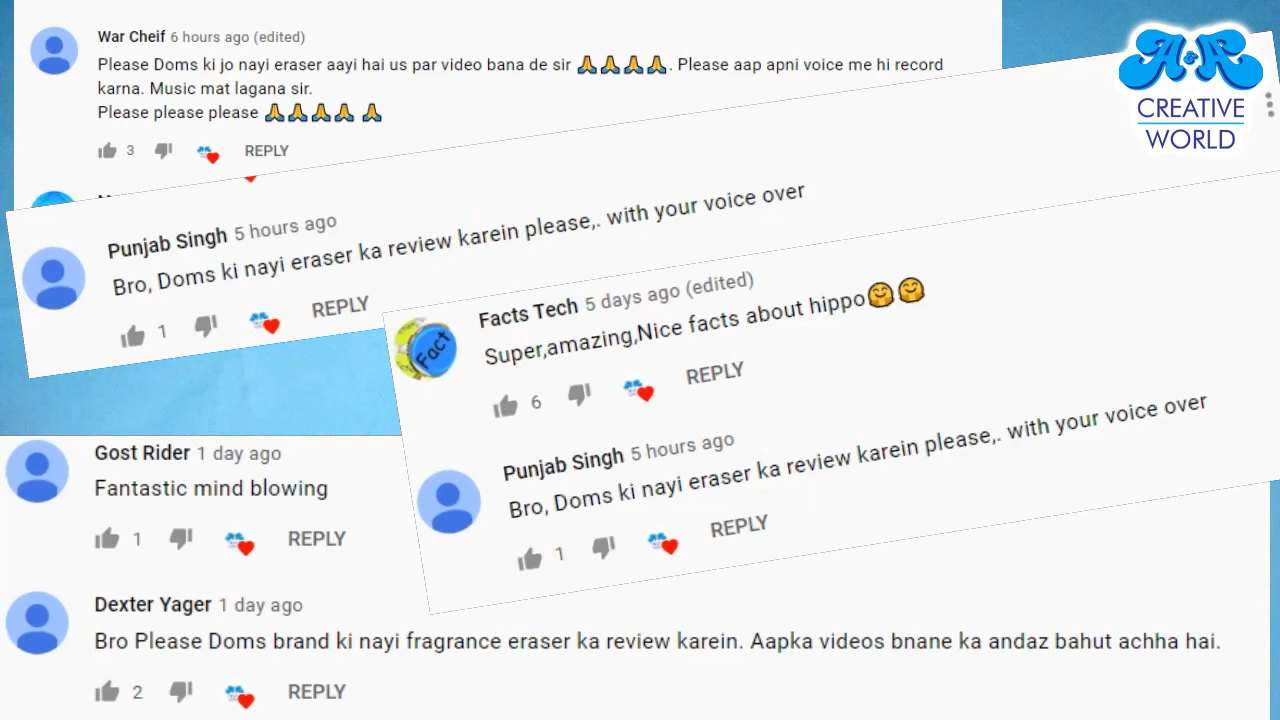 War Cheif 6 hours ago (edited)
Please Doms ki jo nayi eraser aayi hai us par video bana de sir 🙏🙏🙏🙏. Please aap apni voice me hi record
karna. Music mat lagana sir.
Please please please 🙏🙏🙏🙏 🙏
3 REPLY
A&R
CREATIVE
WORLD
Punjab Singh 5 hours ago
Bro, Doms ki nayi eraser ka review karein please,. with your voice over
1 REPLY
Facts Tech 5 days ago (edited)
Fact
Super,amazing,Nice facts about hippo🤗🤗
6 REPLY
Punjab Singh 5 hours ago
Bro, Doms ki nayi eraser ka review karein please,. with your voice over
1 REPLY
Gost Rider 1 day ago
Fantastic mind blowing
1 REPLY
Dexter Yager 1 day ago
Bro Please Doms brand ki nayi fragrance eraser ka review karein. Aapka videos bnane ka andaz bahut achha hai.
2 REPLY